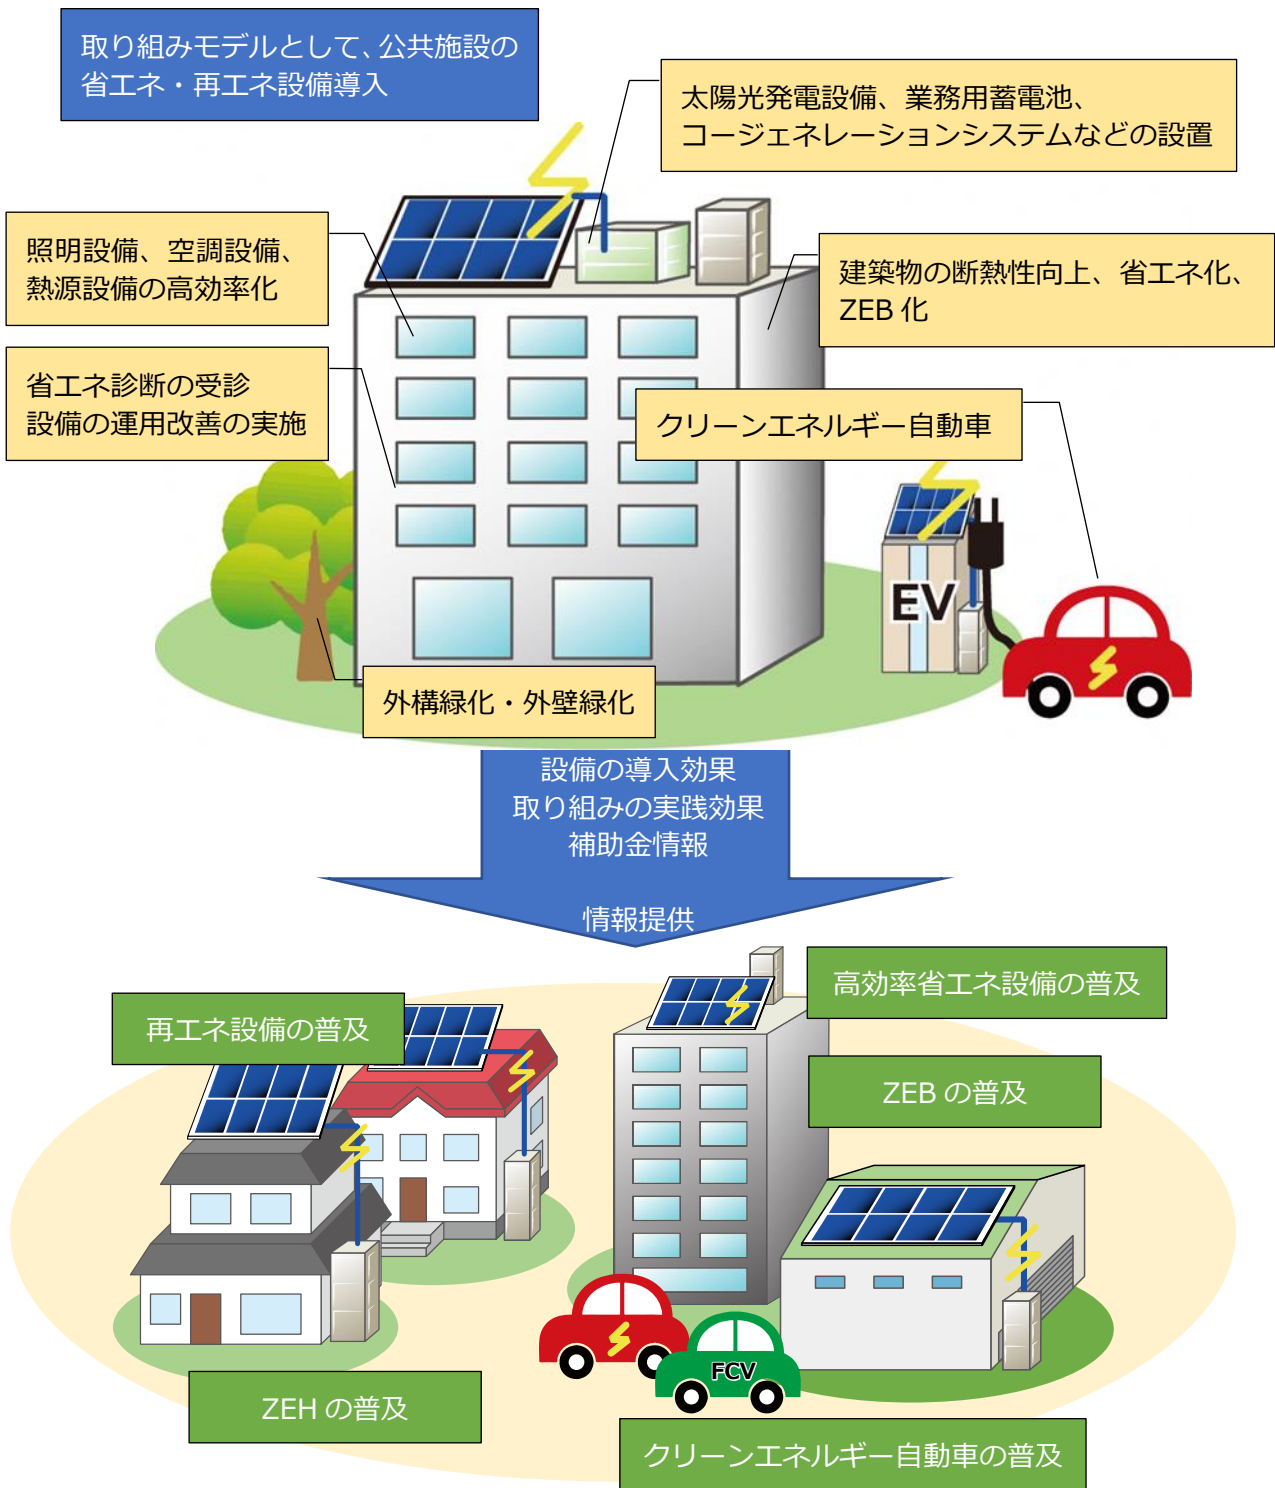 取り組みモデルとして、公共施設の
省エネ・再エネ設備導入
太陽光発電設備、業務用蓄電池、
コージェネレーションシステムなどの設置
照明設備、空調設備、
熱源設備の高効率化
建築物の断熱性向上、省エネ化、
ZEB 化
省エネ診断の受診
設備の運用改善の実施
クリーンエネルギー自動車
EV
外構緑化・外壁緑化
設備の導入効果
取り組みの実践効果
補助金情報
情報提供
高効率省エネ設備の普及
再エネ設備の普及
ZEB の普及
FCV
ZEH の普及
クリーンエネルギー自動車の普及